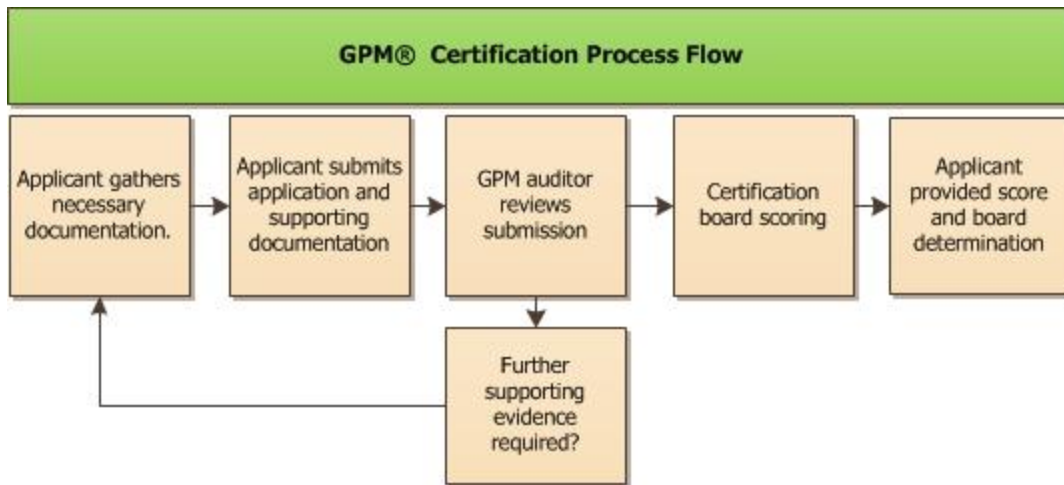 GPM® Certification Process Flow
Applicant gathers
necessary
documentation.
Applicant submits
application and
supporting
documentation
GPM auditor
reviews
submission
Certification
board scoring
Applicant
provided score
and board
determination
Further
supporting
evidence
required?